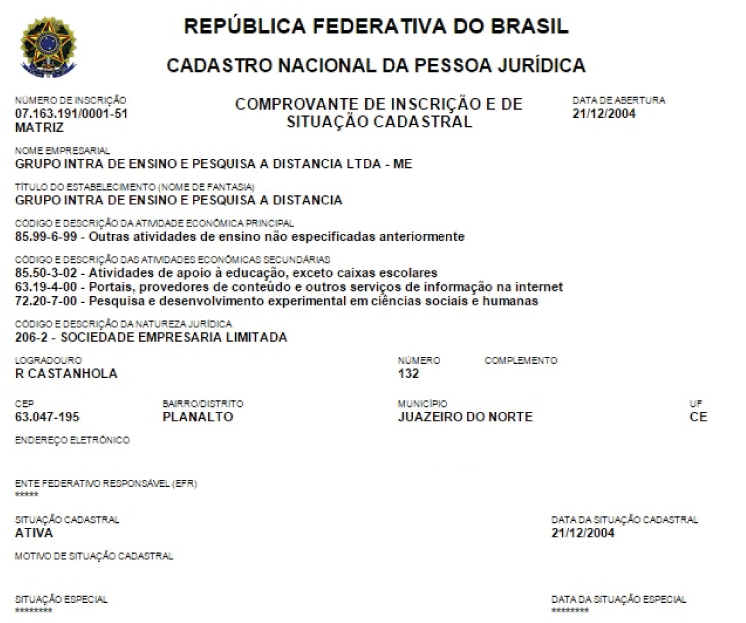 REPÚBLICA FEDERATIVA DO BRASIL
CADASTRO NACIONAL DA PESSOA JURÍDICA
NÚMERO DE INSCRIÇÃO
07.163.191/0001-51
MATRIZ
COMPROVANTE DE INSCRIÇÃO E DE
SITUAÇÃO CADASTRAL
DATA DE ABERTURA
21/12/2004
NOME EMPRESARIAL
GRUPO INTRA DE ENSINO E PESQUISA A DISTANCIA LTDA - ME
TÍTULO DO ESTABELECIMENTO (NOME DE FANTASIA)
GRUPO INTRA DE ENSINO E PESQUISA A DISTANCIA
CÓDIGO E DESCRIÇÃO DA ATIVIDADE ECONÔMICA PRINCIPAL
85.99-6-99 - Outras atividades de ensino não especificadas anteriormente
CÓDIGO E DESCRIÇÃO DAS ATIVIDADES ECONÔMICAS SECUNDÁRIAS
85.50-3-02 - Atividades de apoio à educação, exceto caixas escolares
63.19-4-00 - Portais, provedores de conteúdo e outros serviços de informação na internet
72.20-7-00 - Pesquisa e desenvolvimento experimental em ciências sociais e humanas
CÓDIGO E DESCRIÇÃO DA NATUREZA JURÍDICA
206-2 - SOCIEDADE EMPRESARIA LIMITADA
LOGRADOURO NÚMERO COMPLEMENTO
R CASTANHOLA 132
CEP BAIRRO/DISTRITO MUNICÍPIO UF
63.047-195 PLANALTO JUAZEIRO DO NORTE CE
ENDEREÇO ELETRÔNICO
ENTE FEDERATIVO RESPONSÁVEL (EFR)
*****
SITUAÇÃO CADASTRAL DATA DA SITUAÇÃO CADASTRAL
ATIVA 21/12/2004
MOTIVO DE SITUAÇÃO CADASTRAL
SITUAÇÃO ESPECIAL DATA DA SITUAÇÃO ESPECIAL
******** ********